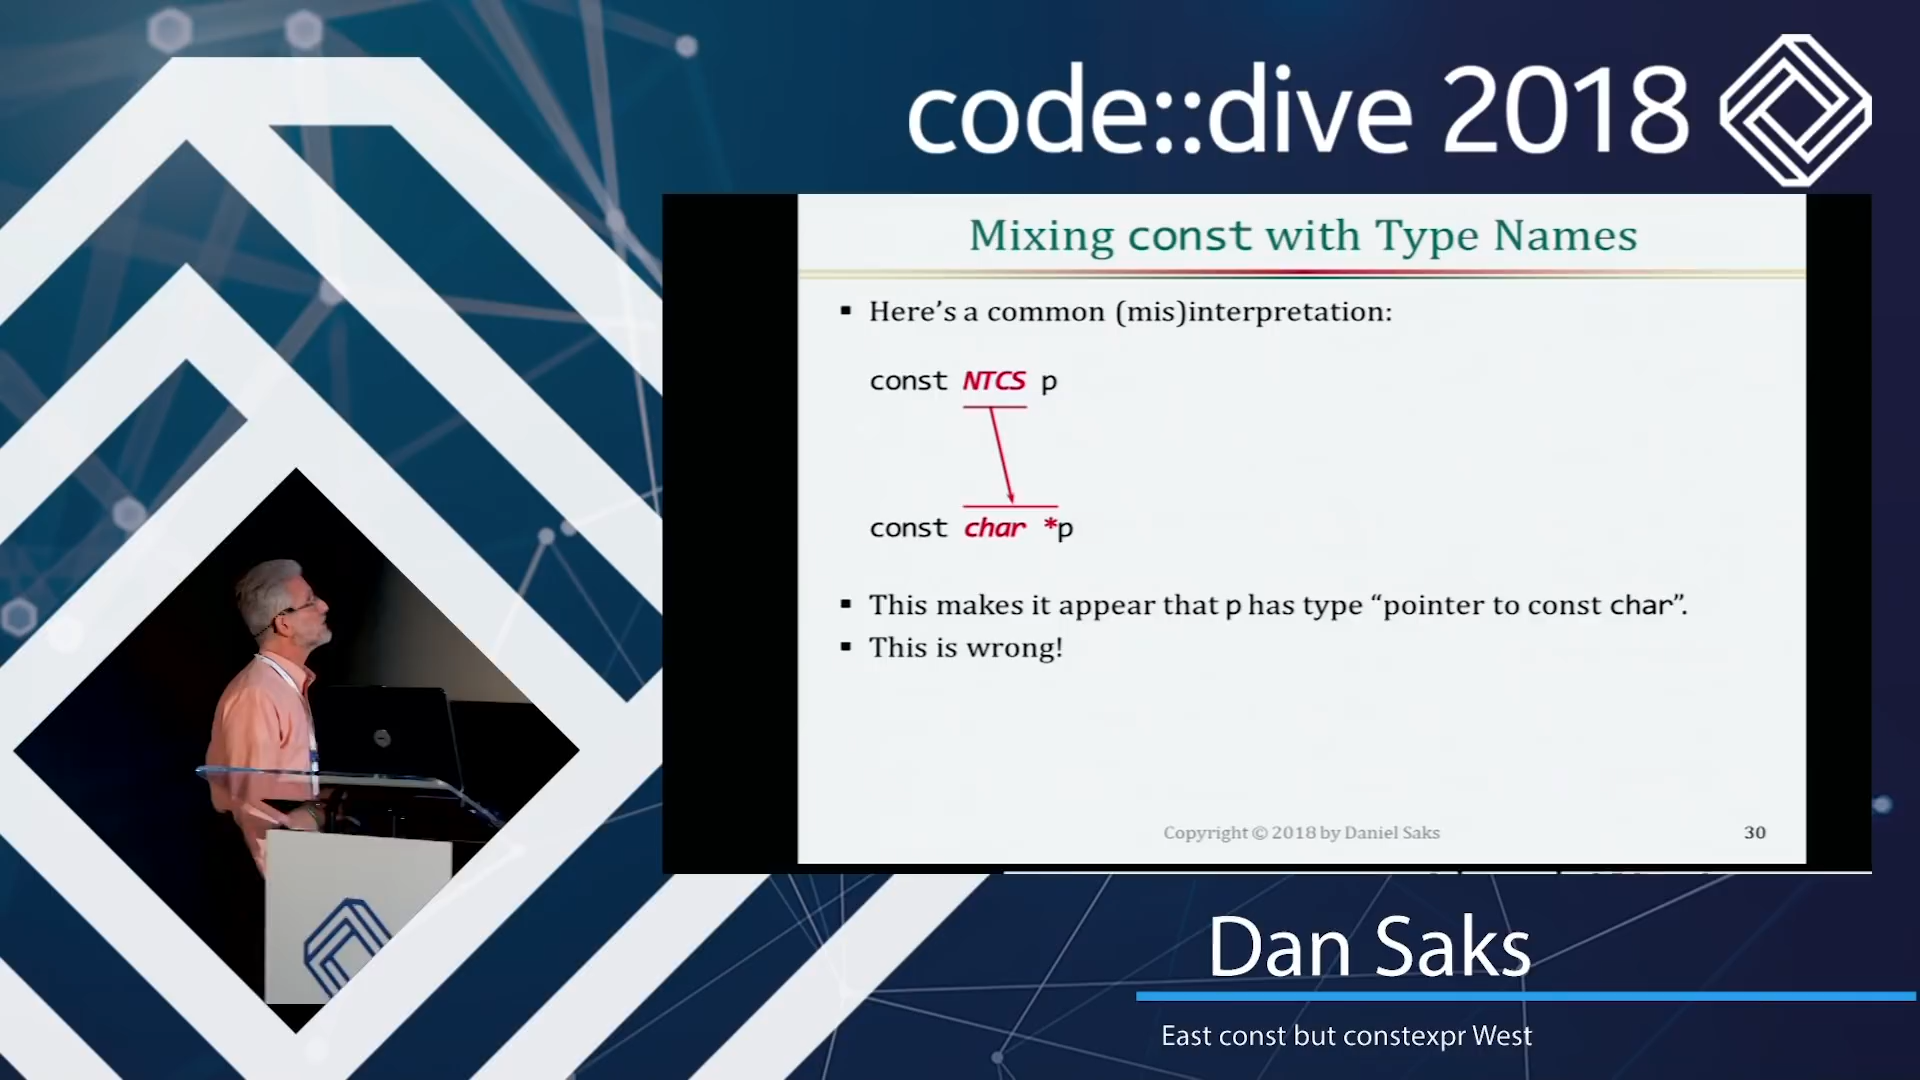 code::dive 2018
Mixing const with Type Names
▪ Here's a common (mis)interpretation:
const NTCS p
const char *p
▪ This makes it appear that p has type “pointer to const char”.
▪ This is wrong!
Copyright © 2018 by Daniel Saks
30
Dan Saks
East const but constexpr West